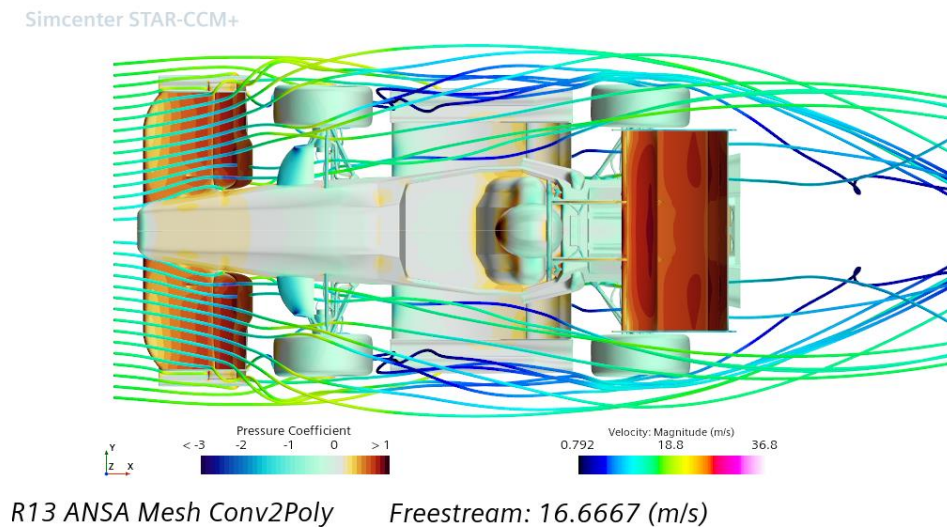 Simcenter STAR-CCM+
Pressure Coefficient
< -3 -2 -1 0 > 1
Velocity: Magnitude (m/s)
0.792 18.8 36.8
Y
Z X
R13 ANSA Mesh Conv2Poly Freestream: 16.6667 (m/s)